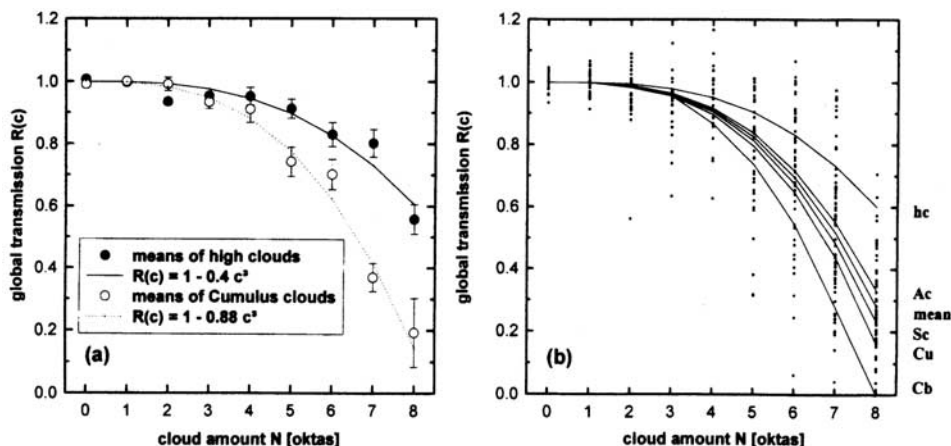 1.2
1.0
0.8
0.6
0.4
0.2
0.0
global transmission R(c)
means of high clouds
R(c) = 1 - 0.4 c³
means of Cumulus clouds
R(c) = 1 - 0.88 c³
(a)
0 1 2 3 4 5 6 7 8
cloud amount N [oktas]
1.2
1.0
0.8
0.6
0.4
0.2
0.0
global transmission R(c)
hc
Ac
mean
Sc
Cu
Cb
(b)
0 1 2 3 4 5 6 7 8
cloud amount N [oktas]